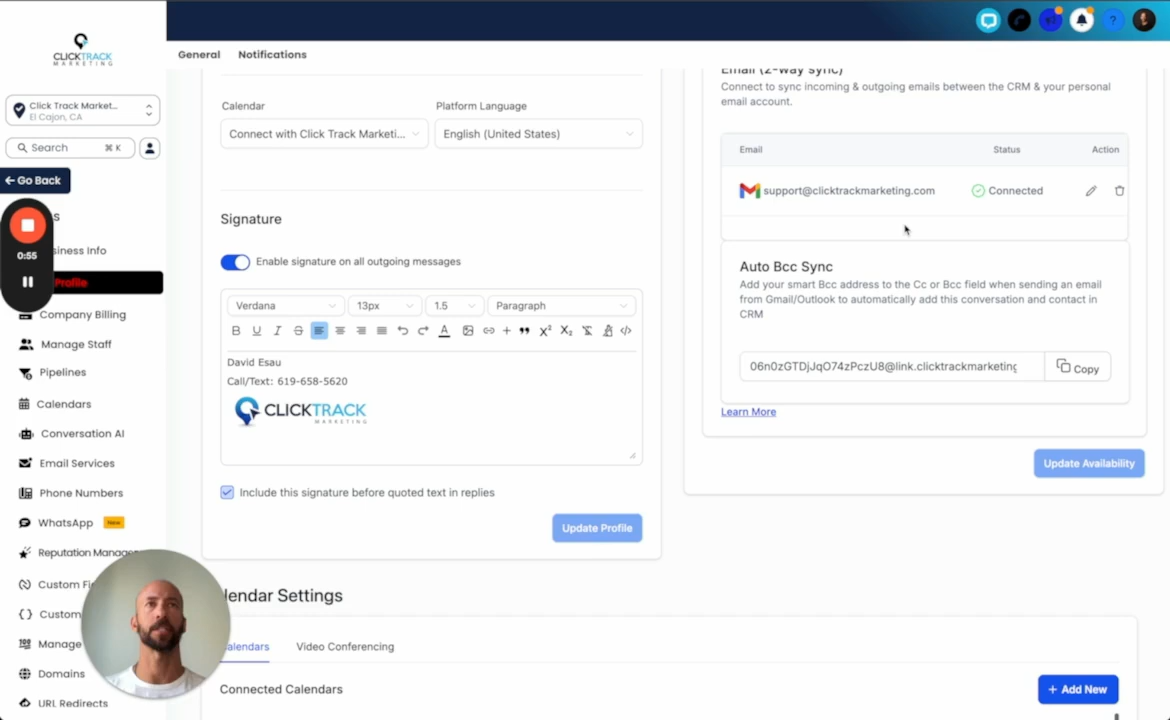 CLICKTRACK
MARKETING
General
Notifications
Click Track Market...
El Cajon, CA
Search
⌘ K
← Go Back
0:55
siness Info
Profile
Company Billing
Manage Staff
Pipelines
Calendars
Conversation AI
Email Services
Phone Numbers
WhatsApp New
Reputation Manage
Custom Fi
Custom
Manage
Domains
URL Redirects
Calendar
Platform Language
Connect with Click Track Marketi...
English (United States)
Signature
Enable signature on all outgoing messages
Verdana
13px
1.5
Paragraph
David Esau
Call/Text: 619-658-5620
CLICKTRACK
MARKETING
Include this signature before quoted text in replies
Update Profile
Email (2-way sync)
Connect to sync incoming & outgoing emails between the CRM & your personal
email account.
Email
Status
Action
support@clicktrackmarketing.com
Connected
Auto Bcc Sync
Add your smart Bcc address to the Cc or Bcc field when sending an email
from Gmail/Outlook to automatically add this conversation and contact in
CRM
06n0zGTDjJqO74zPczU8@link.clicktrackmarketing
Copy
Learn More
Update Availability
lendar Settings
alendars
Video Conferencing
Connected Calendars
+ Add New